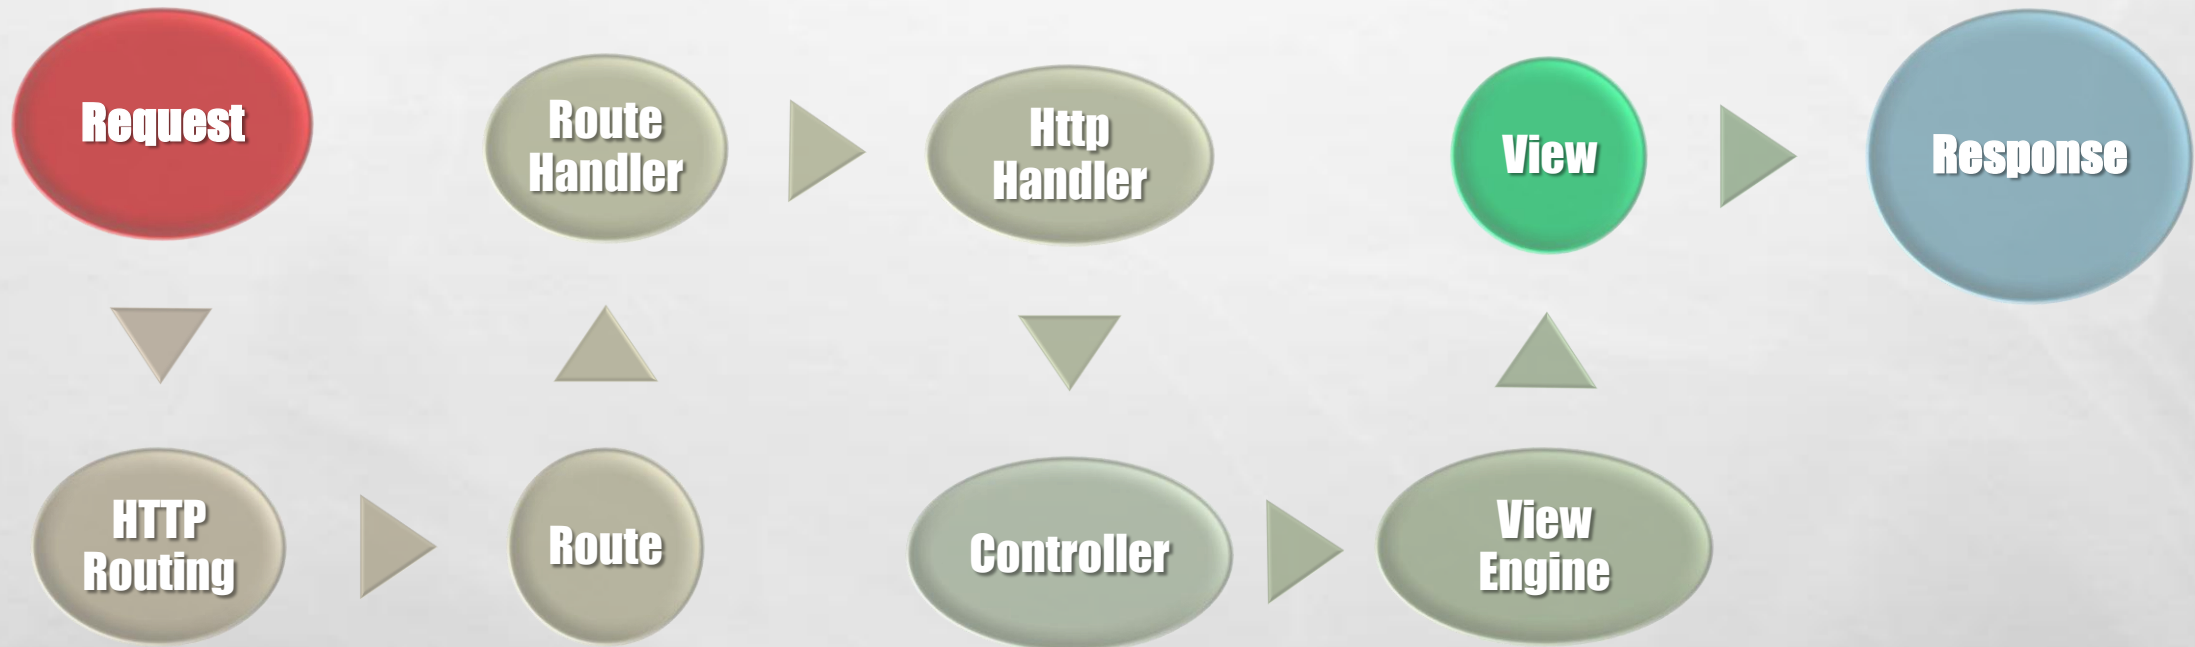 Request
Route
Handler
Http
Handler
View
Response
HTTP
Routing
Route
Controller
View
Engine